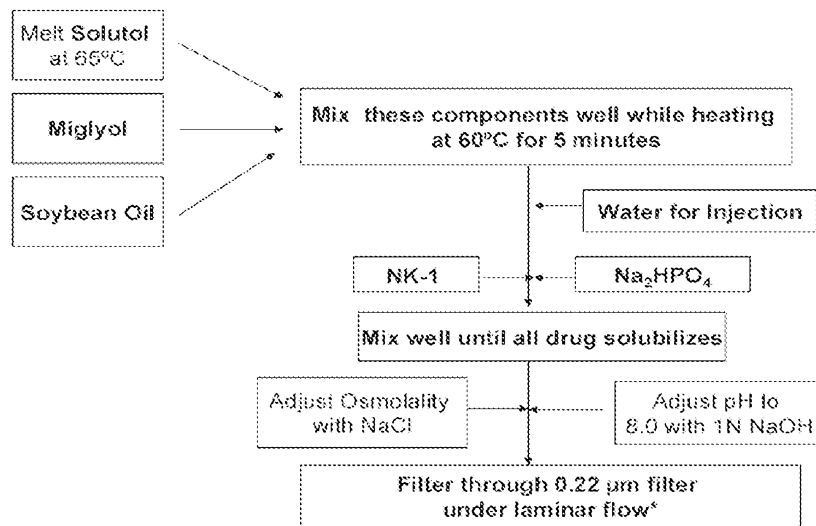 Melt Solutol
at 65ºC
Miglyol
Soybean Oil
Mix these components well while heating
at 60ºC for 5 minutes
Water for Injection
NK-1
Na₂HPO₄
Mix well until all drug solubilizes
Adjust Osmolality
with NaCl
Adjust pH to
8.0 with 1N NaOH
Filter through 0.22 µm filter
under laminar flow*